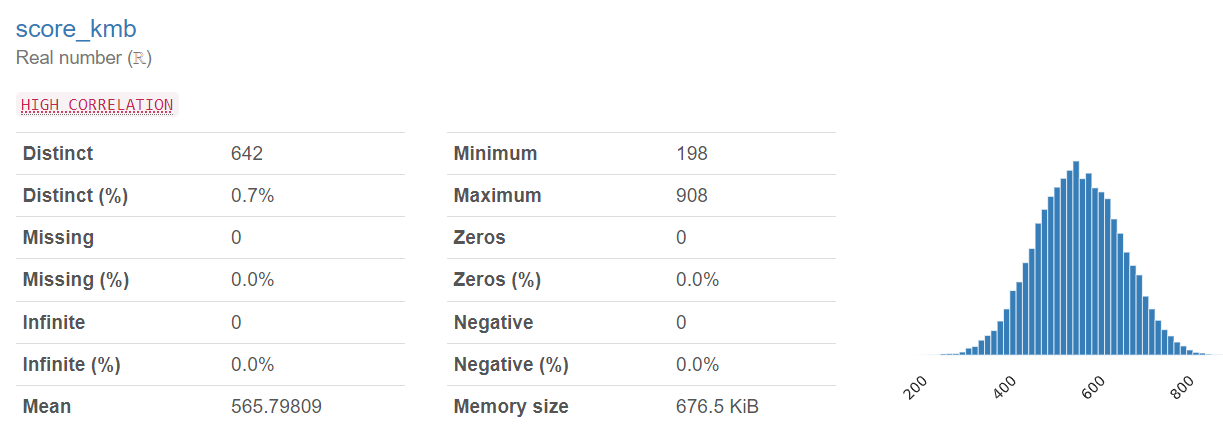 score_kmb
Real number (ℝ)
HIGH CORRELATION
Distinct 642
Distinct (%) 0.7%
Missing 0
Missing (%) 0.0%
Infinite 0
Infinite (%) 0.0%
Mean 565.79809
Minimum 198
Maximum 908
Zeros 0
Zeros (%) 0.0%
Negative 0
Negative (%) 0.0%
Memory size 676.5 KiB
200 400 600 800